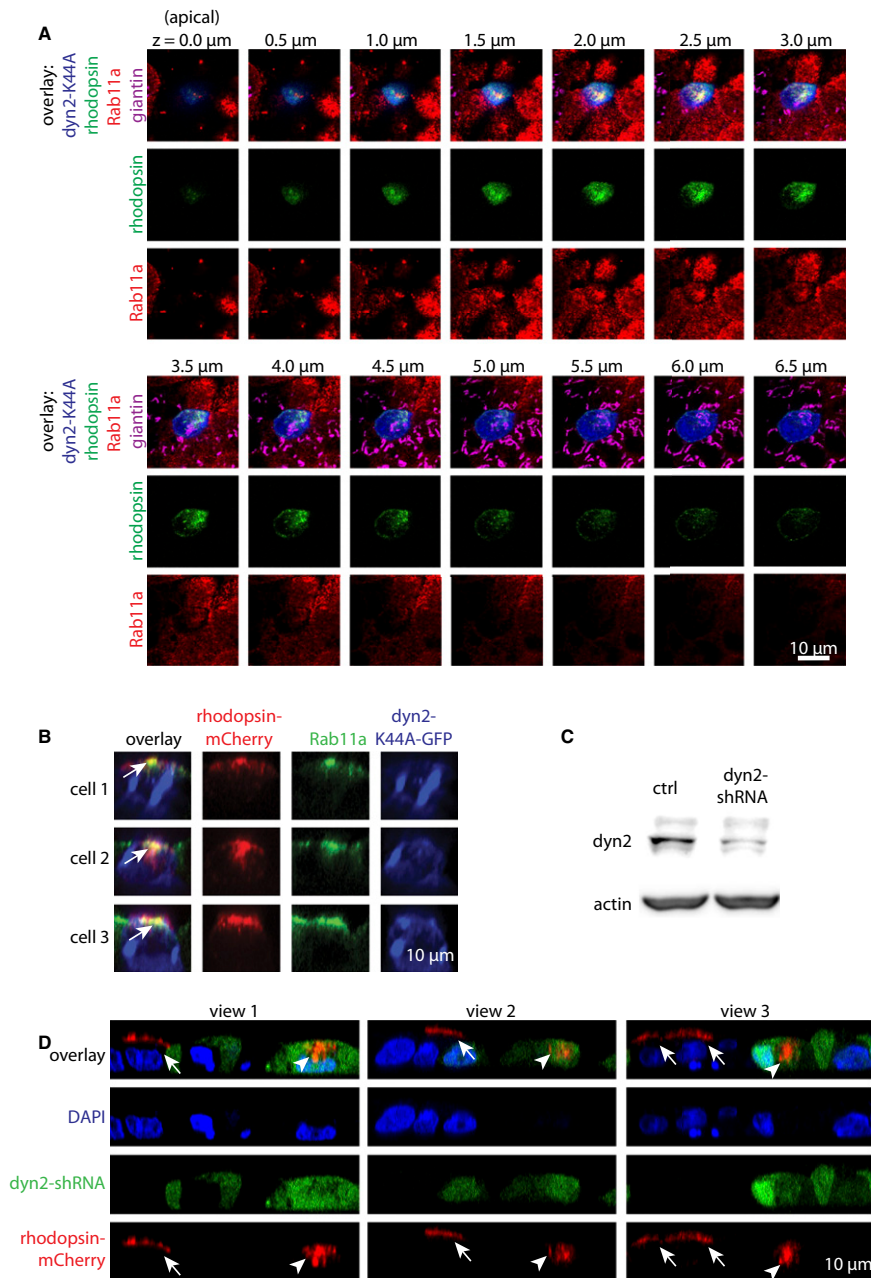 A
(apical)
z = 0.0 µm 0.5 µm 1.0 µm 1.5 µm 2.0 µm 2.5 µm 3.0 µm
overlay:
dyn2-K44A
rhodopsin
Rab11a
giantin
rhodopsin
Rab11a
3.5 µm 4.0 µm 4.5 µm 5.0 µm 5.5 µm 6.0 µm 6.5 µm
overlay:
dyn2-K44A
rhodopsin
Rab11a
giantin
rhodopsin
Rab11a
10 µm
B
overlay
rhodopsin-
mCherry
Rab11a
dyn2-
K44A-GFP
cell 1
cell 2
cell 3
10 µm
C
ctrl
dyn2-
shRNA
dyn2
actin
D
view 1 view 2 view 3
overlay
DAPI
dyn2-shRNA
rhodopsin-
mCherry
10 µm